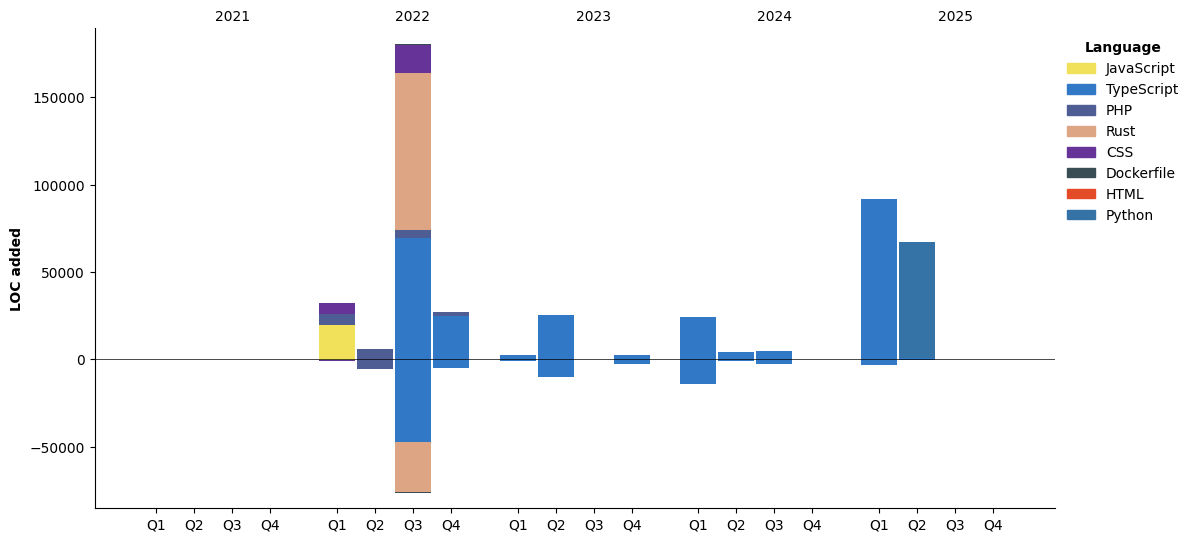 2021 2022 2023 2024 2025
LOC added
150000
100000
50000
0
−50000
Q1 Q2 Q3 Q4 Q1 Q2 Q3 Q4 Q1 Q2 Q3 Q4 Q1 Q2 Q3 Q4 Q1 Q2 Q3 Q4
Language
JavaScript
TypeScript
PHP
Rust
CSS
Dockerfile
HTML
Python